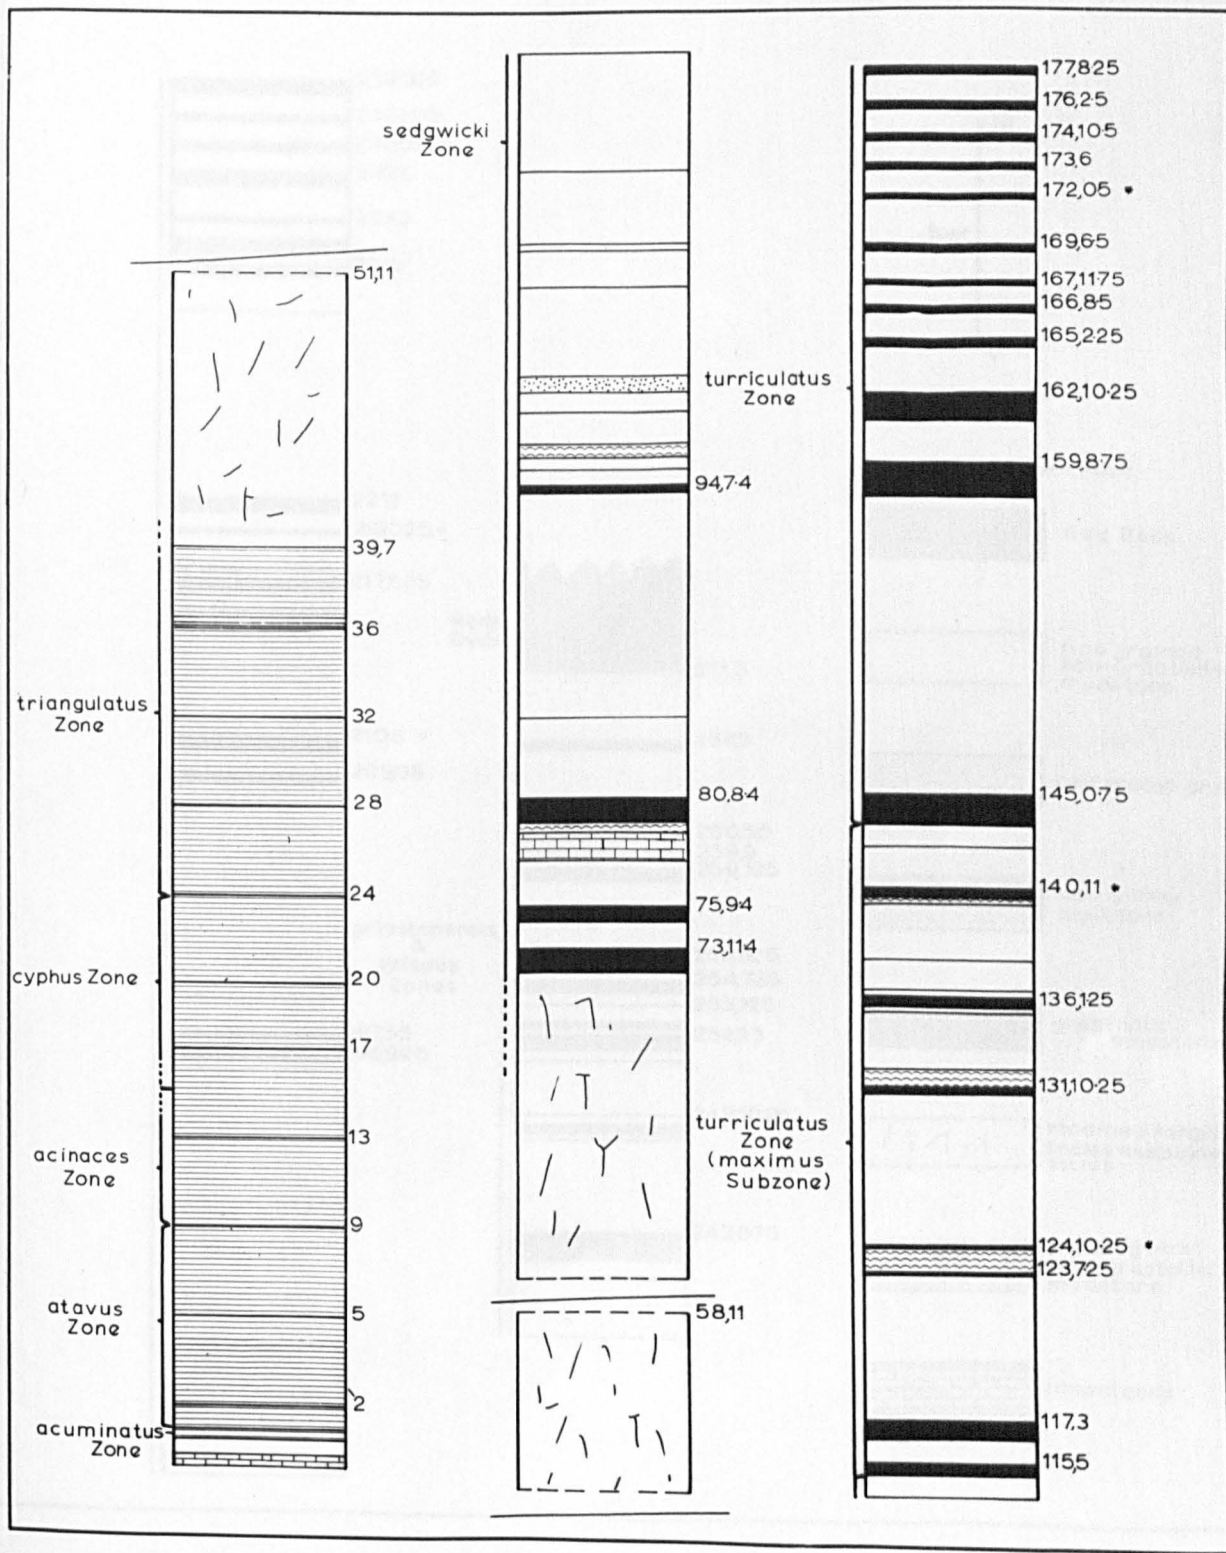 51,11
39,7
36
triangulatus
Zone
32
28
24
cyphus Zone
20
17
13
acinaces
Zone
9
atavus
Zone
5
2
acuminatus
Zone
sedgwicki
Zone
94,7·4
80,8·4
75,9·4
73,11·4
58,11
177,8·25
176,2·5
174,10·5
173,6
172,0·5 *
169,6·5
167,11·75
166,8·5
165,2·25
turriculatus
Zone
162,10·25
159,8·75
145,0·75
140,11 *
136,1·25
131,10·25
turriculatus
Zone
(maximus
Subzone)
124,10·25 *
123,7·25
117,3
115,5